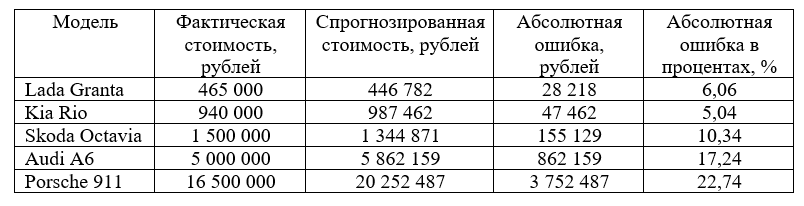 Модель Фактическая стоимость, рублей Спрогнозированная стоимость, рублей Абсолютная ошибка, рублей Абсолютная ошибка в процентах, %
Lada Granta 465 000 446 782 28 218 6,06
Kia Rio 940 000 987 462 47 462 5,04
Skoda Octavia 1 500 000 1 344 871 155 129 10,34
Audi A6 5 000 000 5 862 159 862 159 17,24
Porsche 911 16 500 000 20 252 487 3 752 487 22,74